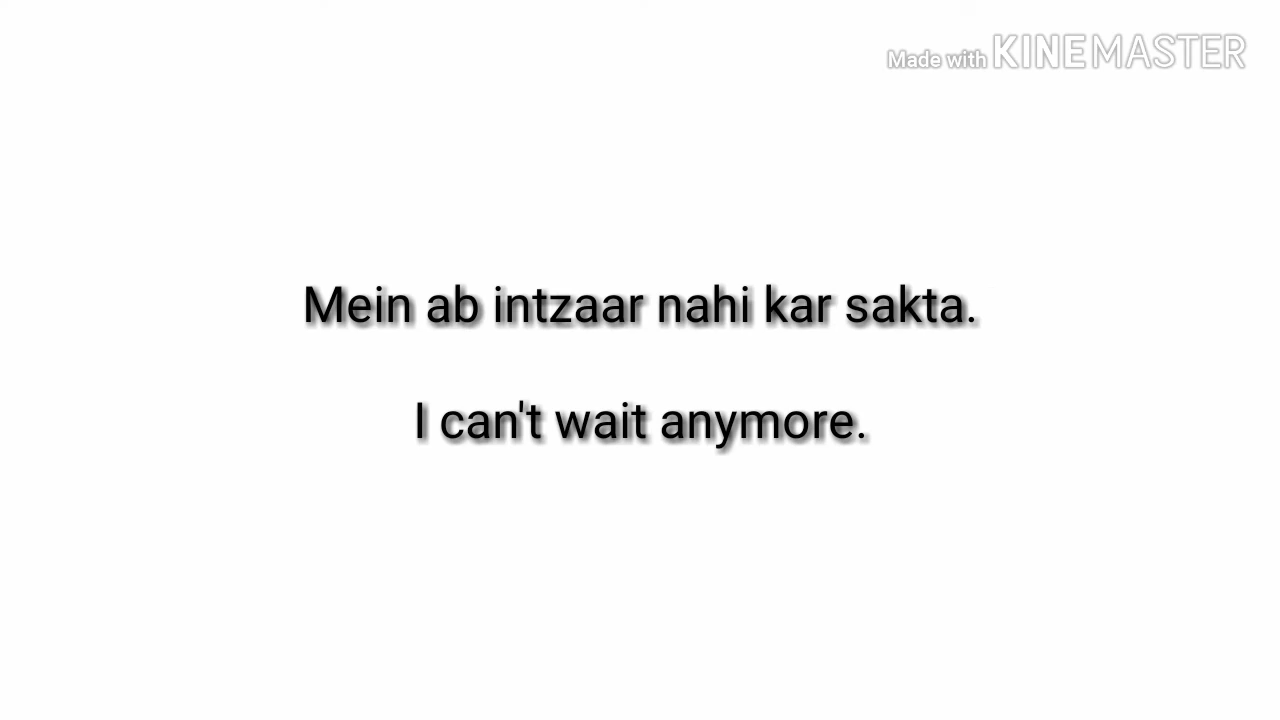 Made with KINEMASTER
Mein ab intzaar nahi kar sakta.
I can't wait anymore.